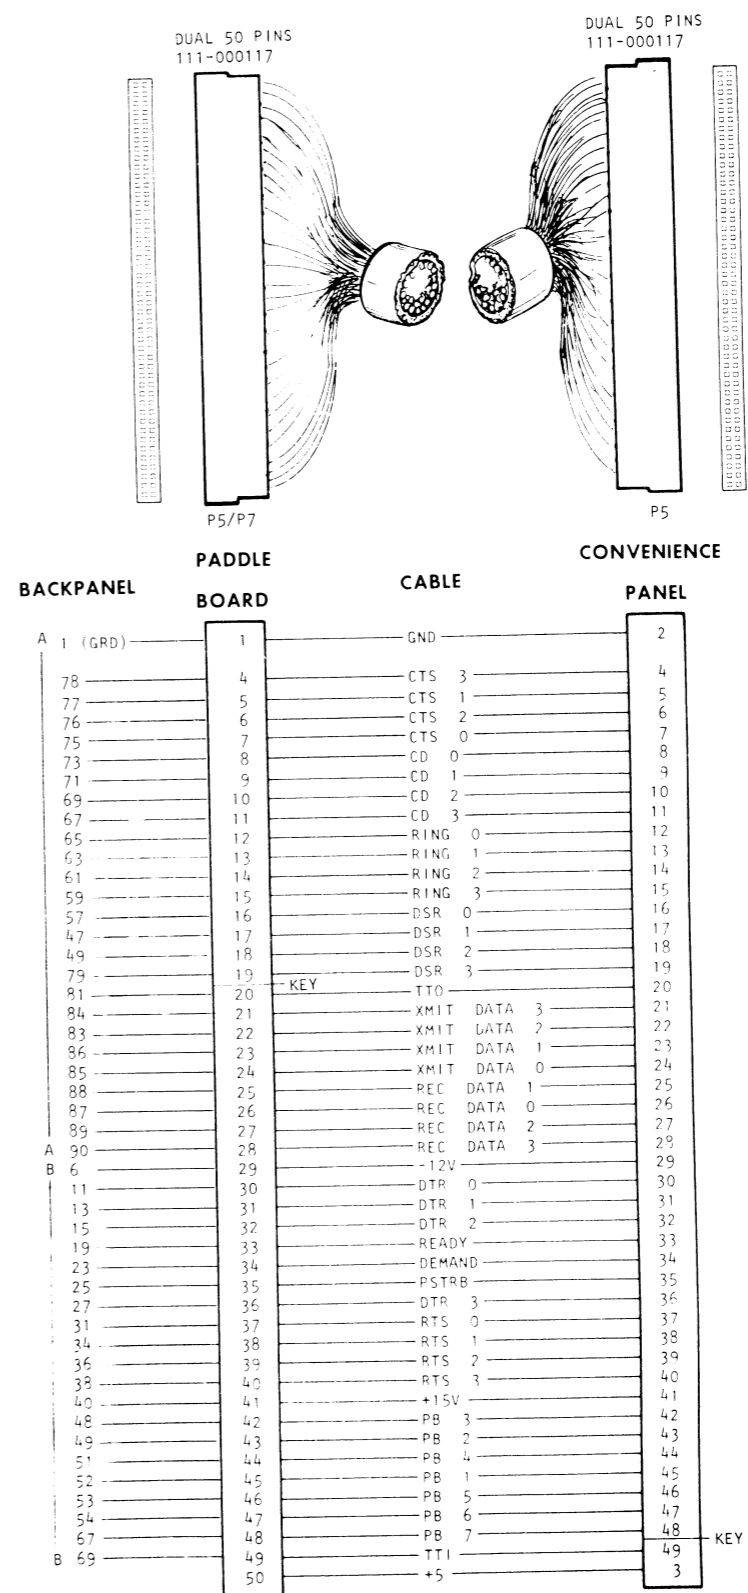 DUAL 50 PINS
111-000117
DUAL 50 PINS
111-000117
P5/P7
P5
BACKPANEL
PADDLE BOARD
CABLE
CONVENIENCE PANEL
A 1 (GRD) 1 GND 2
78 4 CTS 3 4
77 5 CTS 1 5
76 6 CTS 2 6
75 7 CTS 0 7
73 8 CD 0 8
71 9 CD 1 9
69 10 CD 2 10
67 11 CD 3 11
65 12 RING 0 12
63 13 RING 1 13
61 14 RING 2 14
59 15 RING 3 15
57 16 DSR 0 16
47 17 DSR 1 17
49 18 DSR 2 18
79 19 DSR 3 19
KEY
81 20 TTO 20
84 21 XMIT DATA 3 21
83 22 XMIT DATA 2 22
86 23 XMIT DATA 1 23
85 24 XMIT DATA 0 24
88 25 REC DATA 1 25
87 26 REC DATA 0 26
89 27 REC DATA 2 27
A 90 28 REC DATA 3 28
B 6 29 -12V 29
11 30 DTR 0 30
13 31 DTR 1 31
15 32 DTR 2 32
19 33 READY 33
23 34 DEMAND 34
25 35 PSTRB 35
27 36 DTR 3 36
31 37 RTS 0 37
34 38 RTS 1 38
36 39 RTS 2 39
38 40 RTS 3 40
40 41 +15V 41
48 42 PB 3 42
49 43 PB 2 43
51 44 PB 4 44
52 45 PB 1 45
53 46 PB 5 46
54 47 PB 6 47
67 48 PB 7 48
KEY
B 69 49 TTI 49
50 +5 3